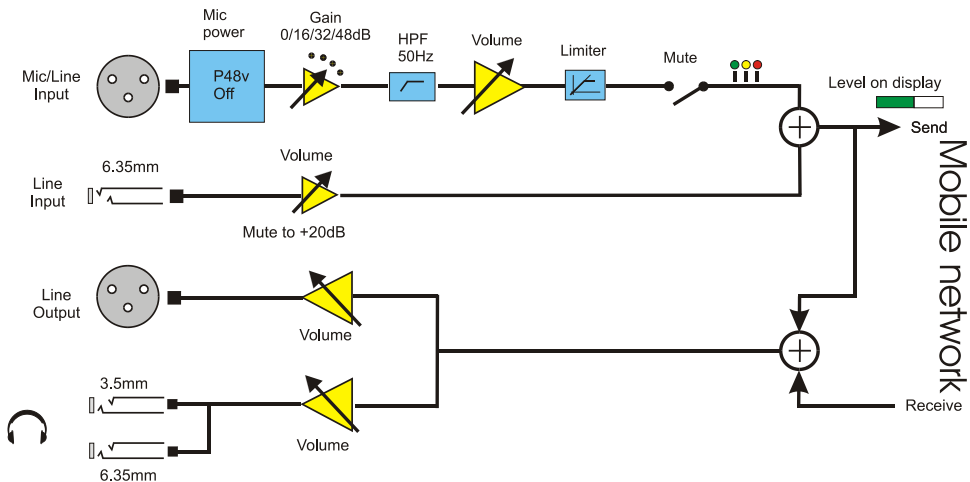 Mic
power
Gain
0/16/32/48dB
HPF
50Hz
Volume
Limiter
Mute
Level on display
Mic/Line
Input
P48v
Off
Send
6.35mm
Volume
Line
Input
Mute to +20dB
Mobile network
Line
Output
Volume
3.5mm
Receive
Volume
6.35mm